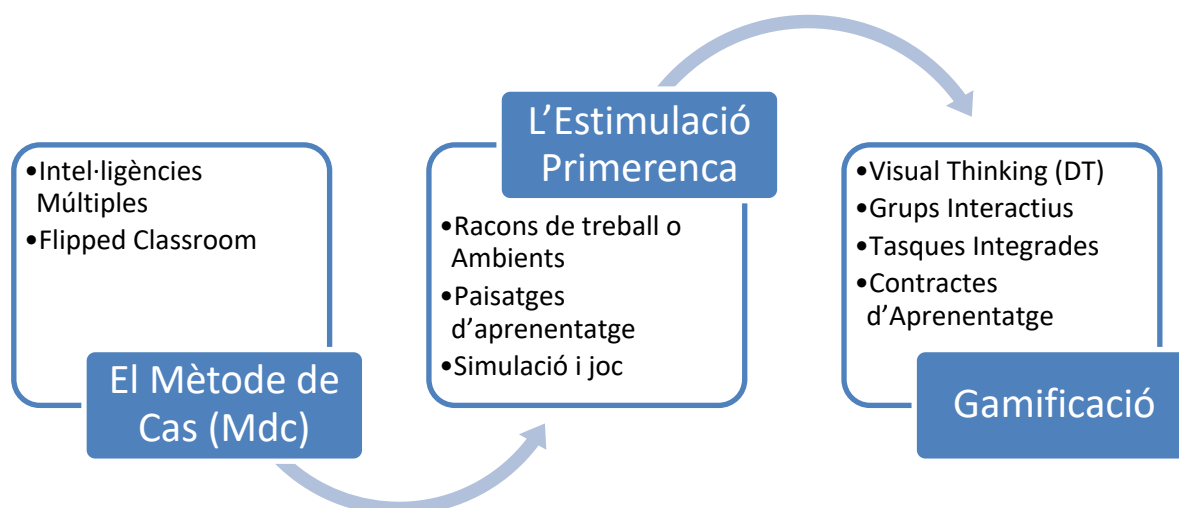 •Intel·ligències
Múltiples
•Flipped Classroom
El Mètode de
Cas (Mdc)
L’Estimulació
Primerenca
•Racons de treball o
Ambients
•Paisatges
d’aprenentatge
•Simulació i joc
•Visual Thinking (DT)
•Grups Interactius
•Tasques Integrades
•Contractes
d’Aprenentatge
Gamificació